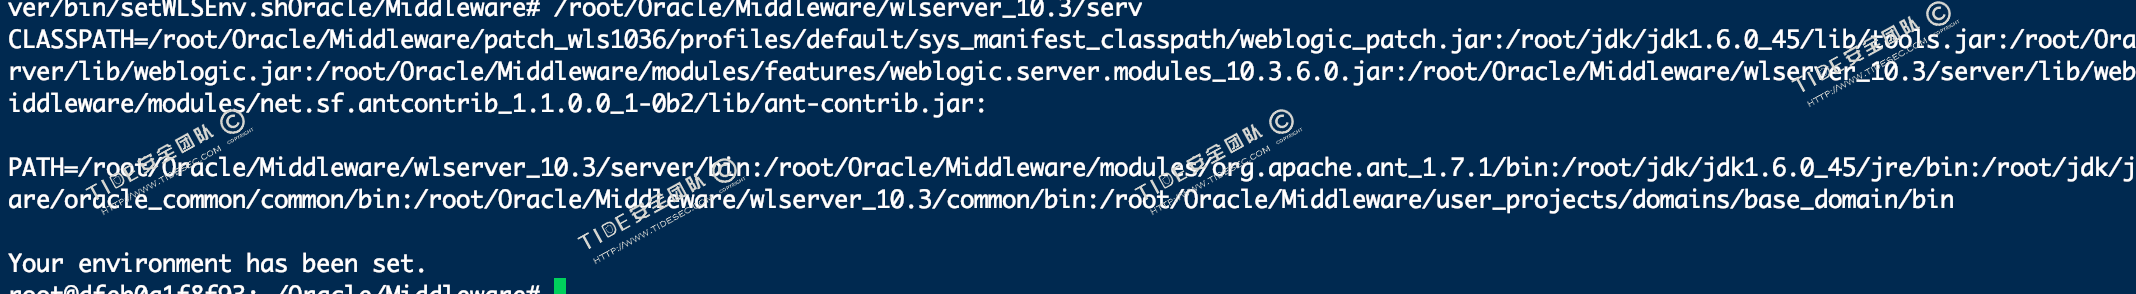 ver/bin/setWLSEnv.shOracle/Middleware# /root/Oracle/Middleware/wlserver_10.3/serv
CLASSPATH=/root/Oracle/Middleware/patch_wls1036/profiles/default/sys_manifest_classpath/weblogic_patch.jar:/root/jdk/jdk1.6.0_45/lib/tools.jar:/root/Ora
rver/lib/weblogic.jar:/root/Oracle/Middleware/modules/features/weblogic.server.modules_10.3.6.0.jar:/root/Oracle/Middleware/wlserver_10.3/server/lib/web
iddleware/modules/net.sf.antcontrib_1.1.0.0_1-0b2/lib/ant-contrib.jar:
PATH=/root/Oracle/Middleware/wlserver_10.3/server/bin:/root/Oracle/Middleware/modules/org.apache.ant_1.7.1/bin:/root/jdk/jdk1.6.0_45/jre/bin:/root/jdk/j
are/oracle_common/common/bin:/root/Oracle/Middleware/wlserver_10.3/common/bin:/root/Oracle/Middleware/user_projects/domains/base_domain/bin
Your environment has been set.
root@dfeb0a1f8f93:~/Oracle/Middleware#
TIDE安全团队 ©
COPYRIGHT
HTTP://WWW.TIDESEC.COM
TIDE安全团队 ©
COPYRIGHT
HTTP://WWW.TIDESEC.COM
TIDE安全团队 ©
COPYRIGHT
HTTP://WWW.TIDESEC.COM
TIDE安全团队 ©
COPYRIGHT
HTTP://WWW.TIDESEC.COM